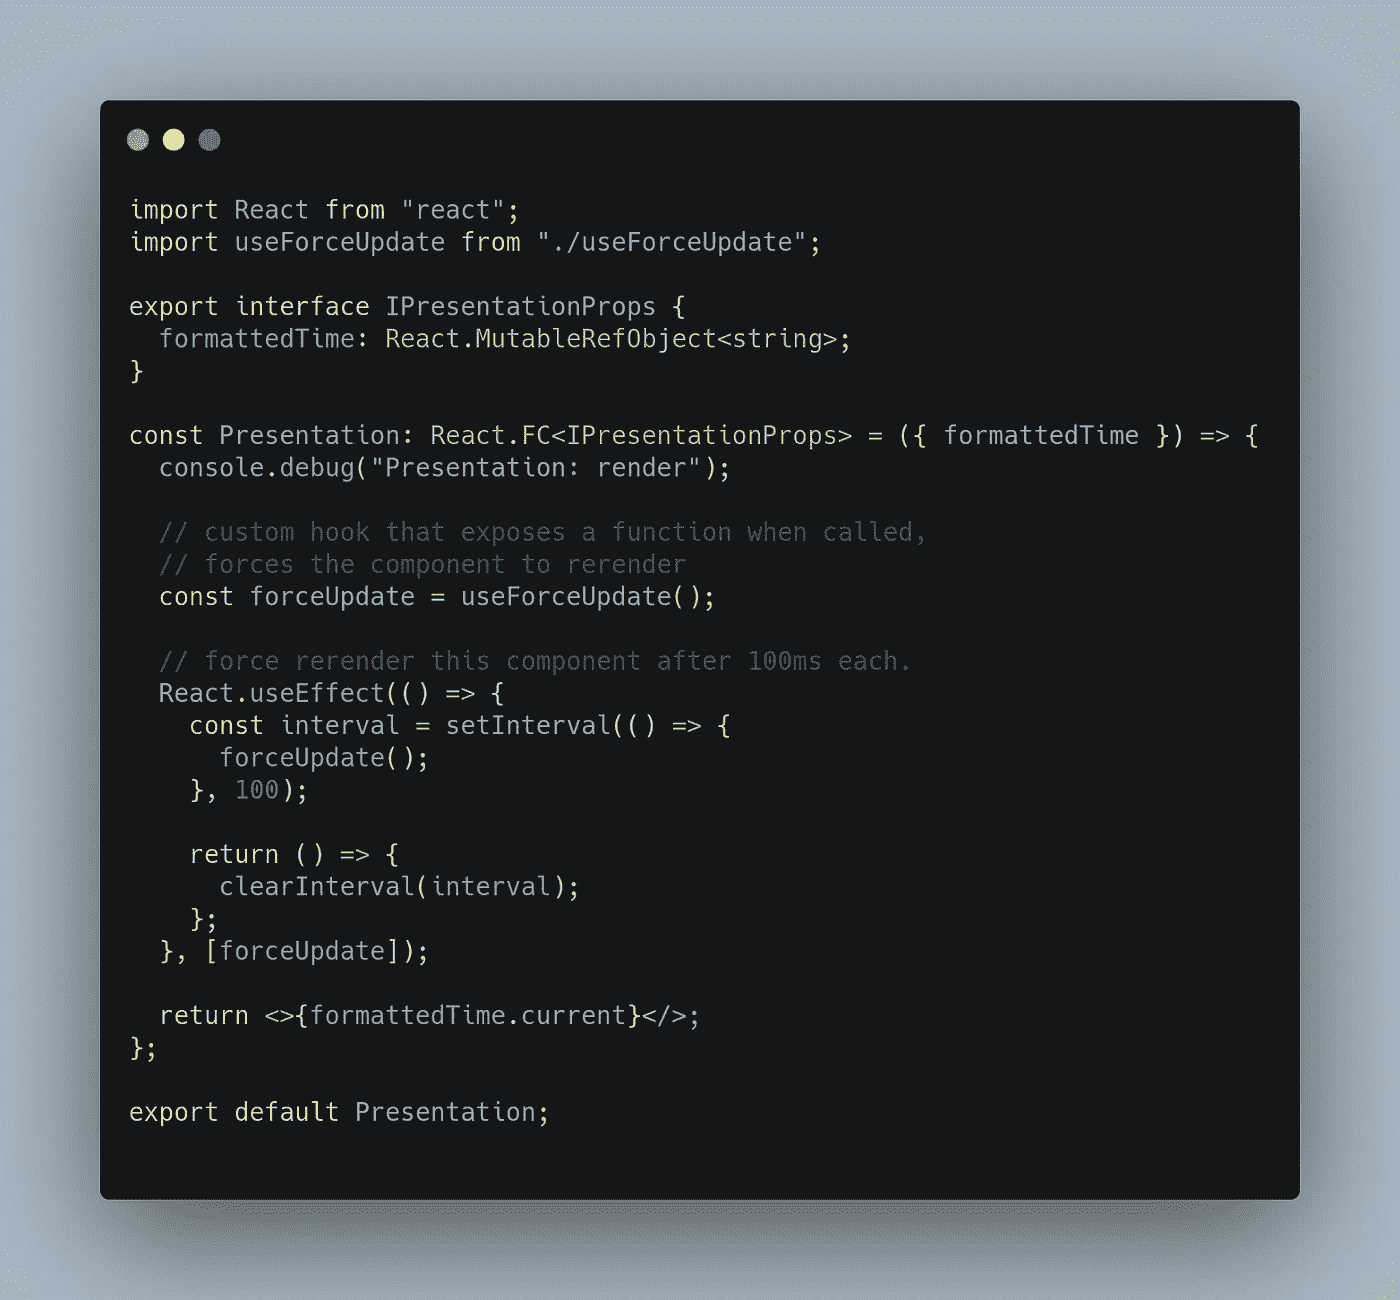 import React from "react";
import useForceUpdate from "./useForceUpdate";

export interface IPresentationProps {
  formattedTime: React.MutableRefObject<string>;
}

const Presentation: React.FC<IPresentationProps> = ({ formattedTime }) => {
  console.debug("Presentation: render");

  // custom hook that exposes a function when called,
  // forces the component to rerender
  const forceUpdate = useForceUpdate();

  // force rerender this component after 100ms each.
  React.useEffect(() => {
    const interval = setInterval(() => {
      forceUpdate();
    }, 100);

    return () => {
      clearInterval(interval);
    };
  }, [forceUpdate]);

  return <>{formattedTime.current}</>;
};

export default Presentation;